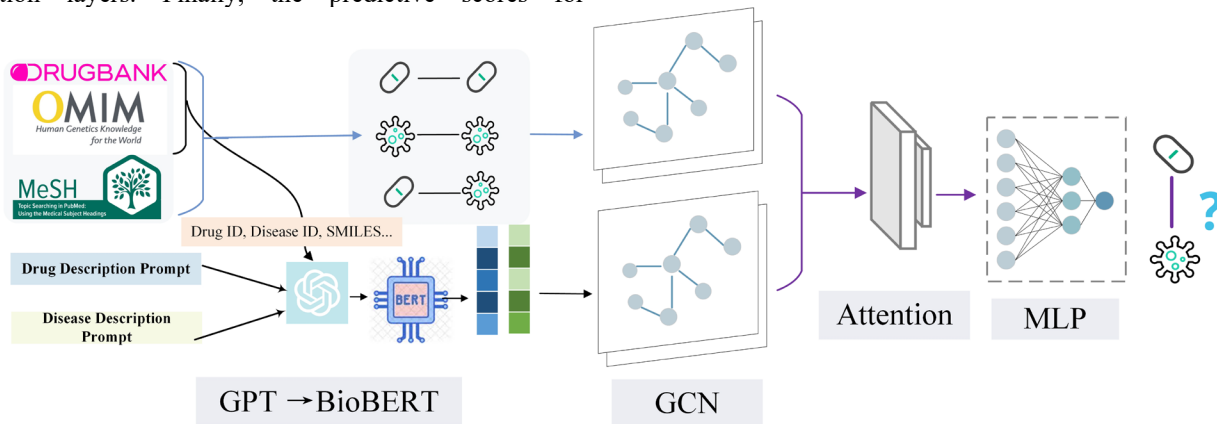 tion layers. Finally, the predictive scores for
DRUGBANK
OMIM
Human Genetics Knowledge
for the World
MeSH
Topic Searching in PubMed:
Using the Medical Subject Headings
Drug ID, Disease ID, SMILES...
Drug Description Prompt
Disease Description
Prompt
BERT
GPT →BioBERT
GCN
Attention
MLP
?